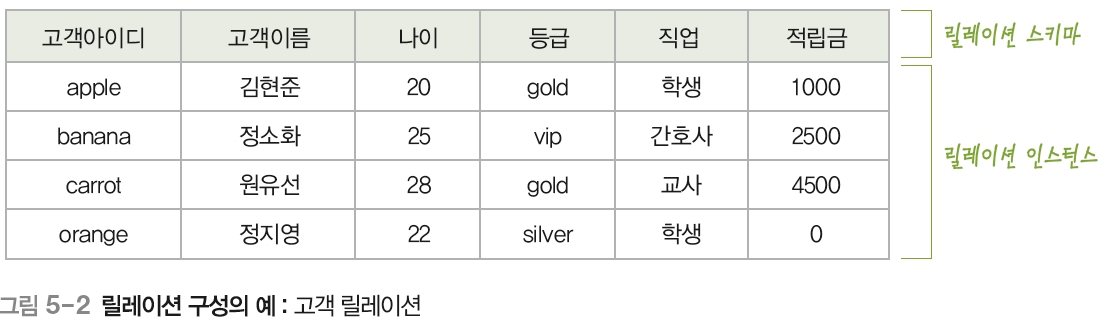 고객아이디 고객이름 나이 등급 직업 적립금 릴레이션 스키마
apple 김현준 20 gold 학생 1000
banana 정소화 25 vip 간호사 2500
릴레이션 인스턴스
carrot 원유선 28 gold 교사 4500
orange 정지영 22 silver 학생 0
그림 5-2 릴레이션 구성의 예 : 고객 릴레이션